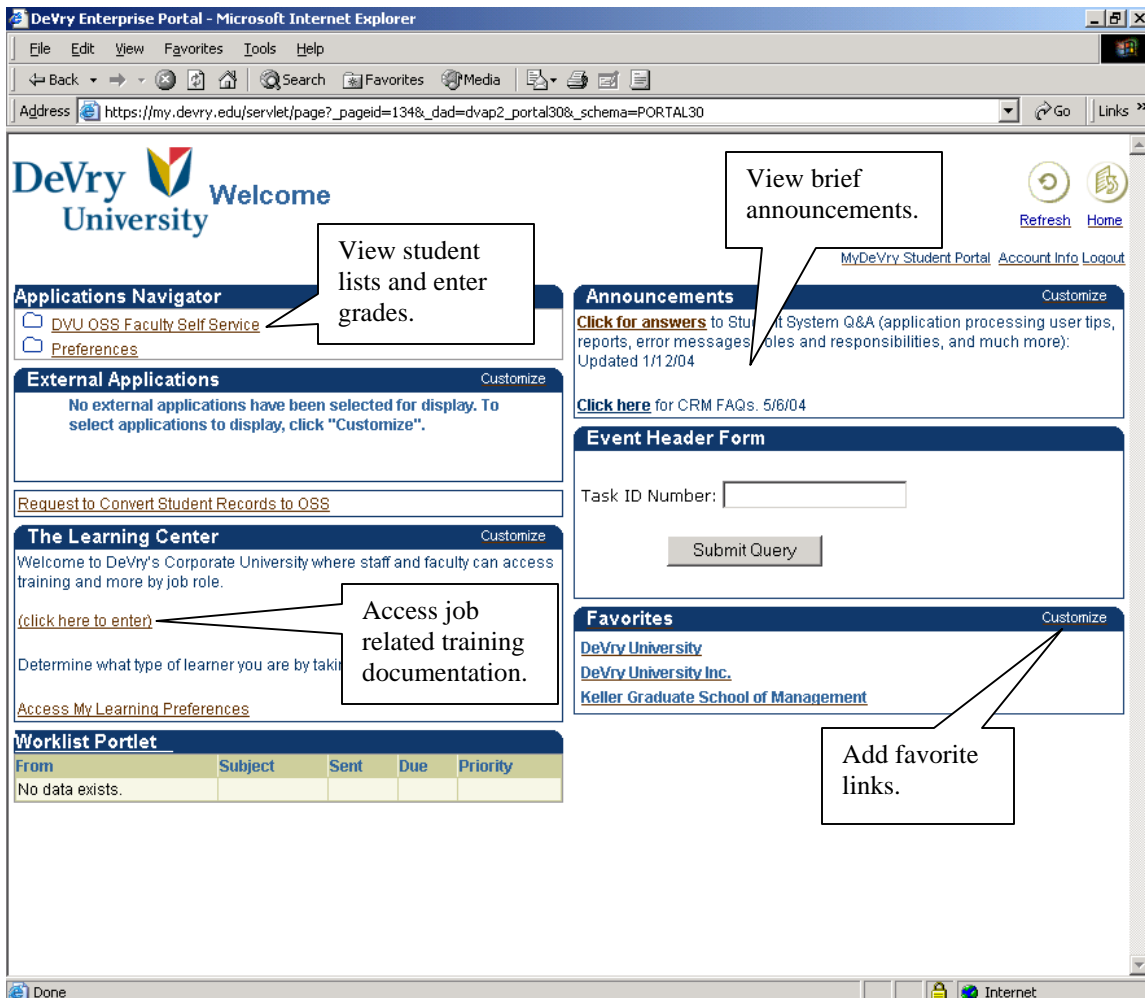 DeVry Enterprise Portal - Microsoft Internet Explorer
File Edit View Favorites Tools Help
Back Search Favorites Media
Address https://my.devry.edu/servlet/page?_pageid=134&_dad=dvap2_portal30&_schema=PORTAL30 Go Links »
DeVry
University
Welcome
View brief
announcements.
Refresh Home
MyDeVry Student Portal Account Info Logout
View student
lists and enter
grades.
Applications Navigator
DVU OSS Faculty Self Service
Preferences
External Applications Customize
No external applications have been selected for display. To
select applications to display, click "Customize".
Request to Convert Student Records to OSS
The Learning Center Customize
Welcome to DeVry's Corporate University where staff and faculty can access
training and more by job role.
(click here to enter)
Access job
related training
documentation.
Determine what type of learner you are by
Access My Learning Preferences
Worklist Portlet
From Subject Sent Due Priority
No data exists.
Announcements Customize
Click for answers to System Q&A (application processing user tips,
reports, error messages, roles and responsibilities, and much more):
Updated 1/12/04
Click here for CRM FAQs. 5/6/04
Event Header Form
Task ID Number:
Submit Query
Favorites Customize
DeVry University
DeVry University Inc.
Keller Graduate School of Management
Add favorite
links.
Done Internet